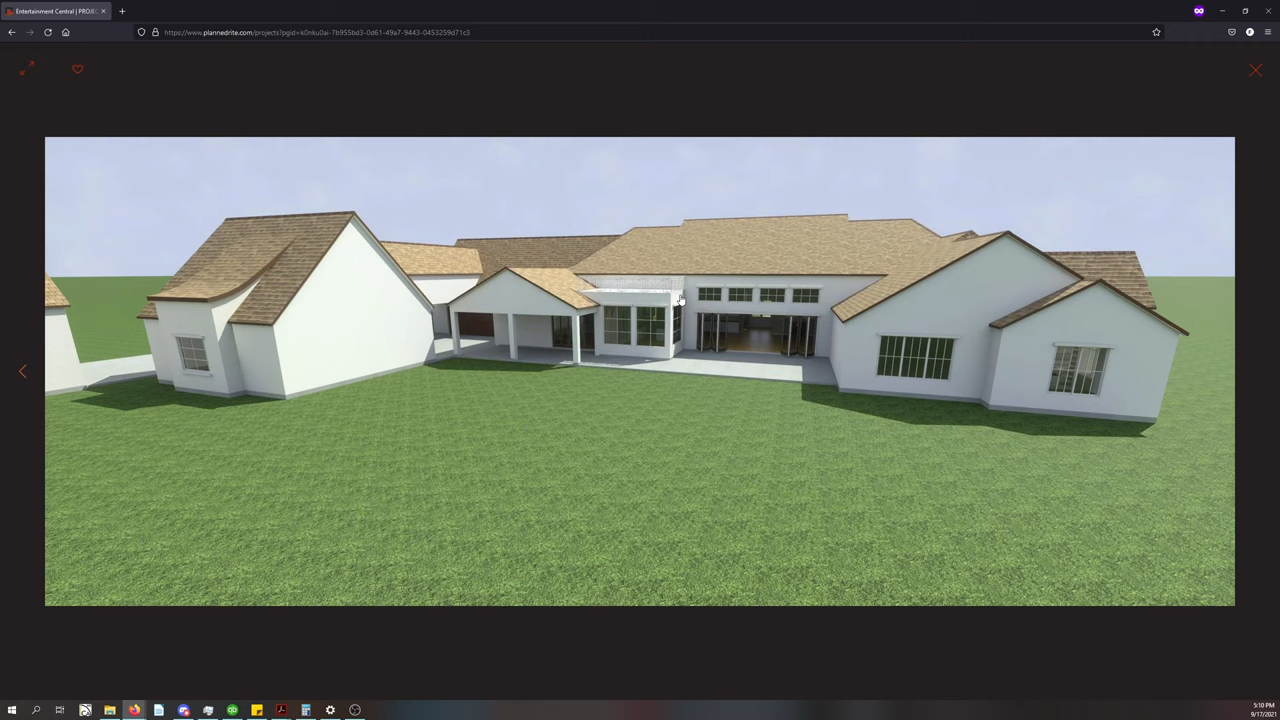 Entertainment Central | PROJEC
https://www.plannedrite.com/projects?pgid=k0nku0ai-7b955bd3-0d61-49a7-9443-0453259d71c3
5:10 PM
9/17/2021